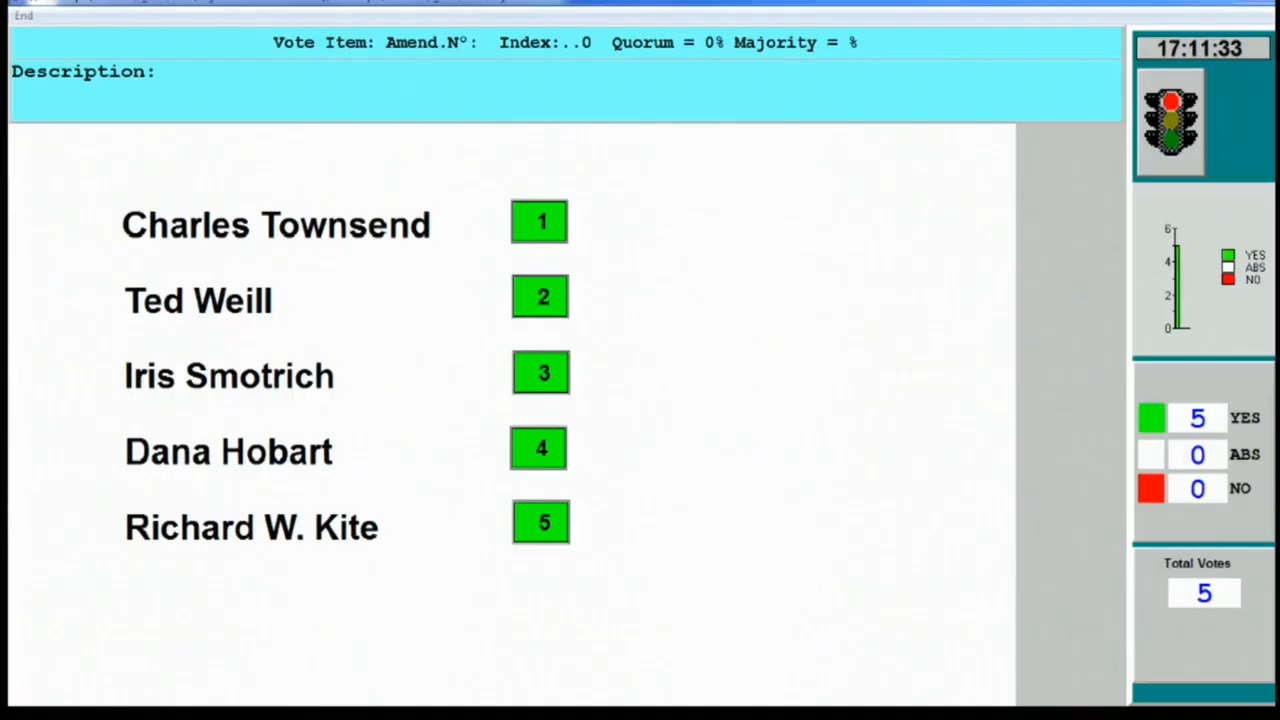 End
Vote Item: Amend.N°: Index:..0 Quorum = 0% Majority = %
Description:
17:11:33
Charles Townsend 1
Ted Weill 2
Iris Smotrich 3
Dana Hobart 4
Richard W. Kite 5
6
4
2
0
YES
ABS
NO
5 YES
0 ABS
0 NO
Total Votes
5